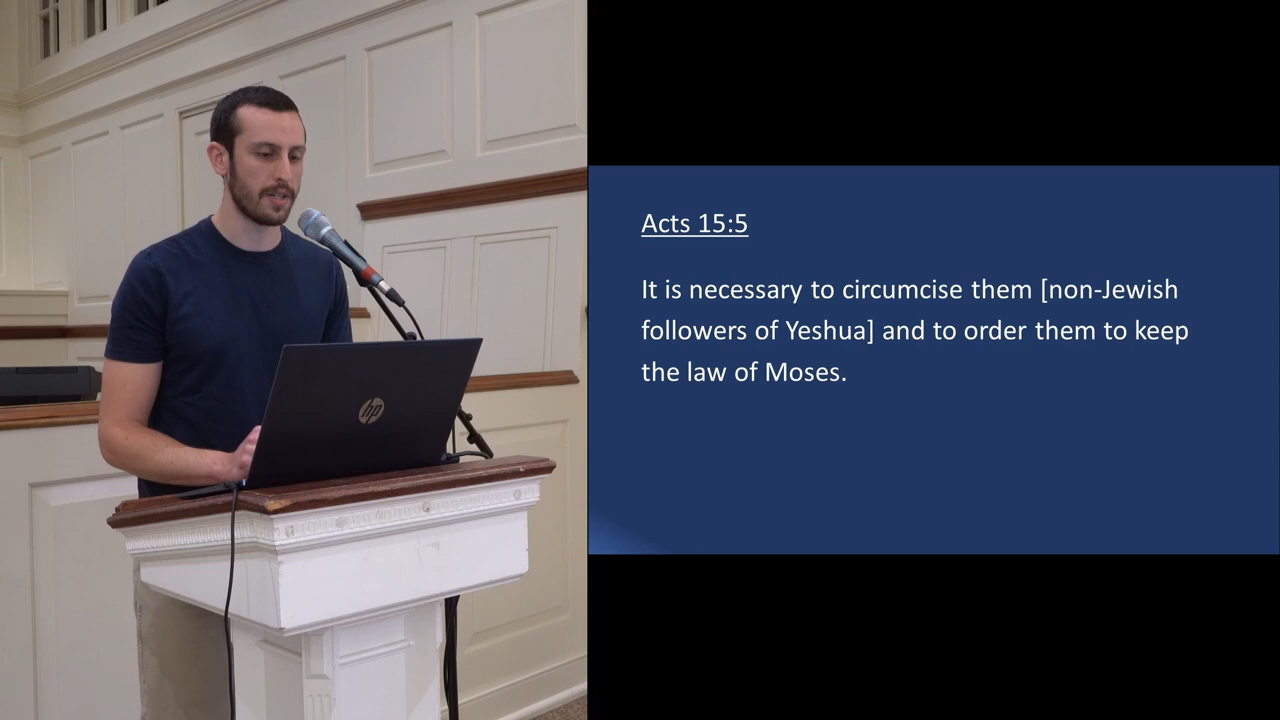 hp
Acts 15:5
It is necessary to circumcise them [non-Jewish
followers of Yeshua] and to order them to keep
the law of Moses.